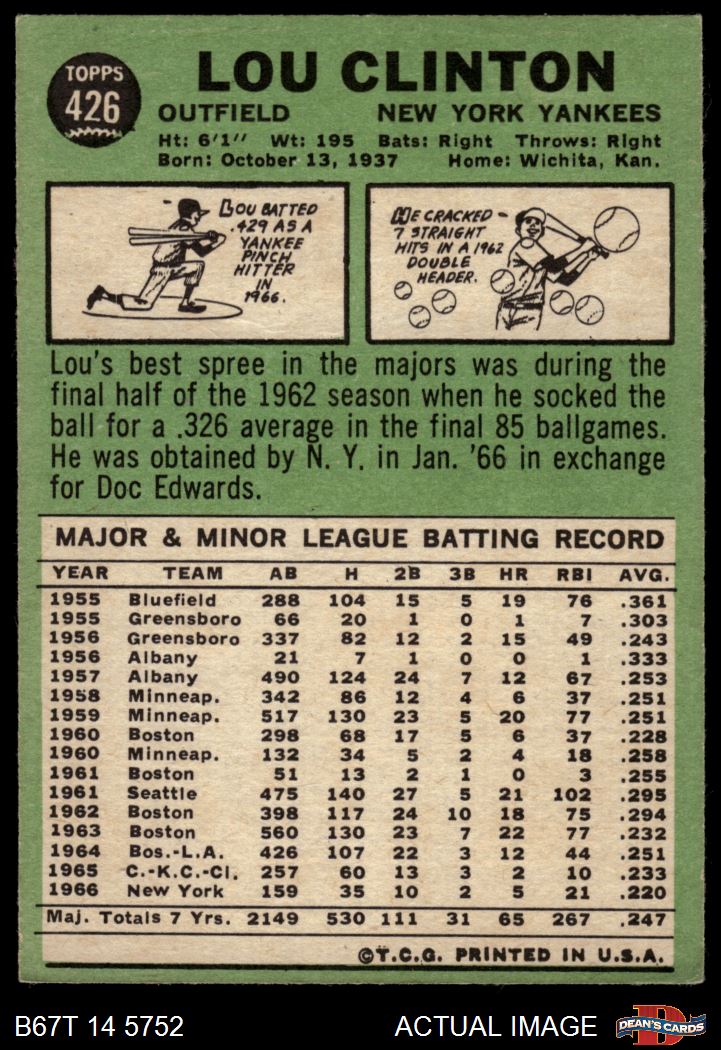 TOPPS
426
LOU CLINTON
OUTFIELD NEW YORK YANKEES
Ht: 6'1" Wt: 195 Bats: Right Throws: Right
Born: October 13, 1937 Home: Wichita, Kan.
LOU BATTED
.429 AS A
YANKEE
PINCH
HITTER
IN
1966.
HE CRACKED -
7 STRAIGHT
HITS IN A 1962
DOUBLE
HEADER.
Lou's best spree in the majors was during the
final half of the 1962 season when he socked the
ball for a .326 average in the final 85 ballgames.
He was obtained by N. Y. in Jan. '66 in exchange
for Doc Edwards.
MAJOR & MINOR LEAGUE BATTING RECORD
YEAR TEAM AB H 2B 3B HR RBI AVG.
1955 Bluefield 288 104 15 5 19 76 .361
1955 Greensboro 66 20 1 0 1 7 .303
1956 Greensboro 337 82 12 2 15 49 .243
1956 Albany 21 7 1 0 0 1 .333
1957 Albany 490 124 24 7 12 67 .253
1958 Minneap. 342 86 12 4 6 37 .251
1959 Minneap. 517 130 23 5 20 77 .251
1960 Boston 298 68 17 5 6 37 .228
1960 Minneap. 132 34 5 2 4 18 .258
1961 Boston 51 13 2 1 0 3 .255
1961 Seattle 475 140 27 5 21 102 .295
1962 Boston 398 117 24 10 18 75 .294
1963 Boston 560 130 23 7 22 77 .232
1964 Bos.-L.A. 426 107 22 3 12 44 .251
1965 C.-K.C.-Cl. 257 60 13 3 2 10 .233
1966 New York 159 35 10 2 5 21 .220
Maj. Totals 7 Yrs. 2149 530 111 31 65 267 .247
©T.C.G. PRINTED IN U.S.A.
B67T 14 5752 ACTUAL IMAGE
D
DEAN'S CARDS